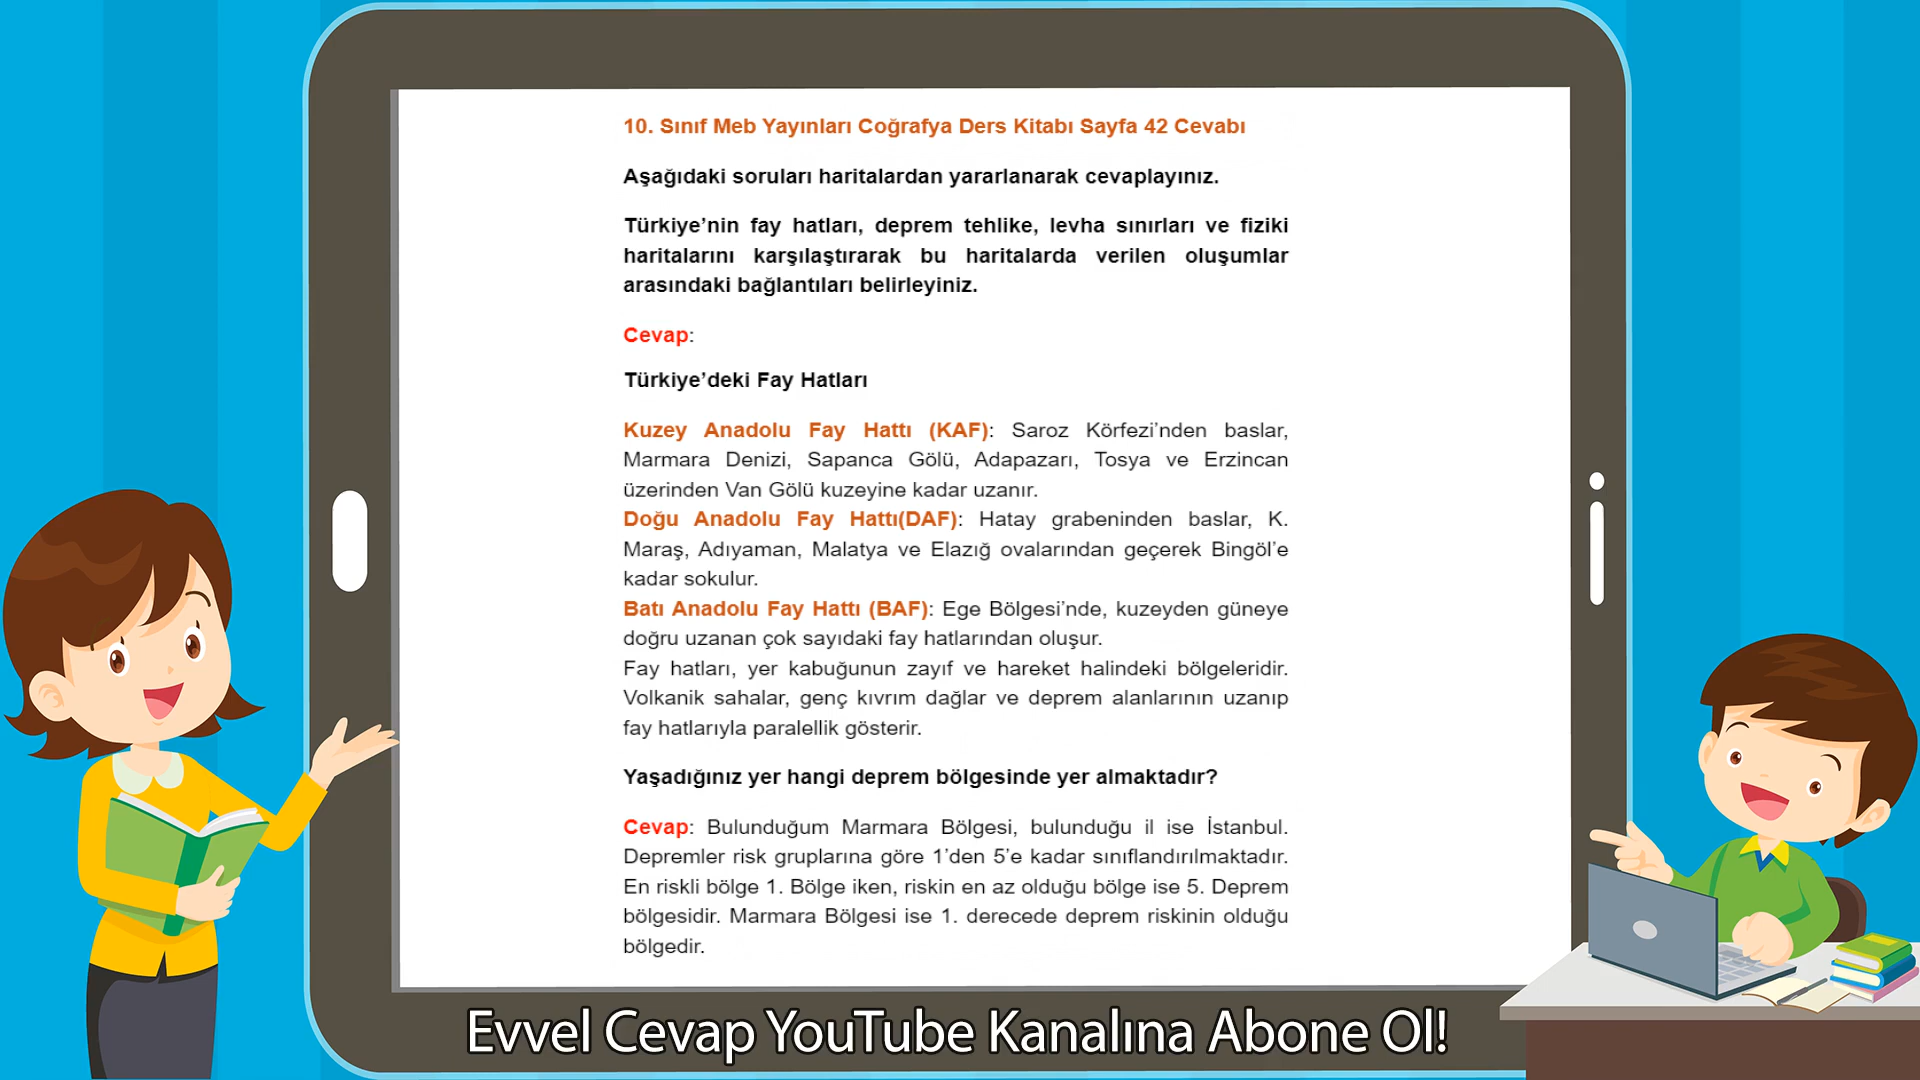 10. Sınıf Meb Yayınları Coğrafya Ders Kitabı Sayfa 42 Cevabı
Aşağıdaki soruları haritalardan yararlanarak cevaplayınız.
Türkiye’nin fay hatları, deprem tehlike, levha sınırları ve fiziki
haritalarını karşılaştırarak bu haritalarda verilen oluşumlar
arasındaki bağlantıları belirleyiniz.
Cevap:
Türkiye’deki Fay Hatları
Kuzey Anadolu Fay Hattı (KAF): Saroz Körfezi’nden baslar,
Marmara Denizi, Sapanca Gölü, Adapazarı, Tosya ve Erzincan
üzerinden Van Gölü kuzeyine kadar uzanır.
Doğu Anadolu Fay Hattı(DAF): Hatay grabeninden baslar, K.
Maraş, Adıyaman, Malatya ve Elazığ ovalarından geçerek Bingöl’e
kadar sokulur.
Batı Anadolu Fay Hattı (BAF): Ege Bölgesi’nde, kuzeyden güneye
doğru uzanan çok sayıdaki fay hatlarından oluşur.
Fay hatları, yer kabuğunun zayıf ve hareket halindeki bölgeleridir.
Volkanik sahalar, genç kıvrım dağlar ve deprem alanlarının uzanıp
fay hatlarıyla paralellik gösterir.
Yaşadığınız yer hangi deprem bölgesinde yer almaktadır?
Cevap: Bulunduğum Marmara Bölgesi, bulunduğu il ise İstanbul.
Depremler risk gruplarına göre 1’den 5’e kadar sınıflandırılmaktadır.
En riskli bölge 1. Bölge iken, riskin en az olduğu bölge ise 5. Deprem
bölgesidir. Marmara Bölgesi ise 1. derecede deprem riskinin olduğu
bölgedir.
Evvel Cevap YouTube Kanalına Abone Ol!